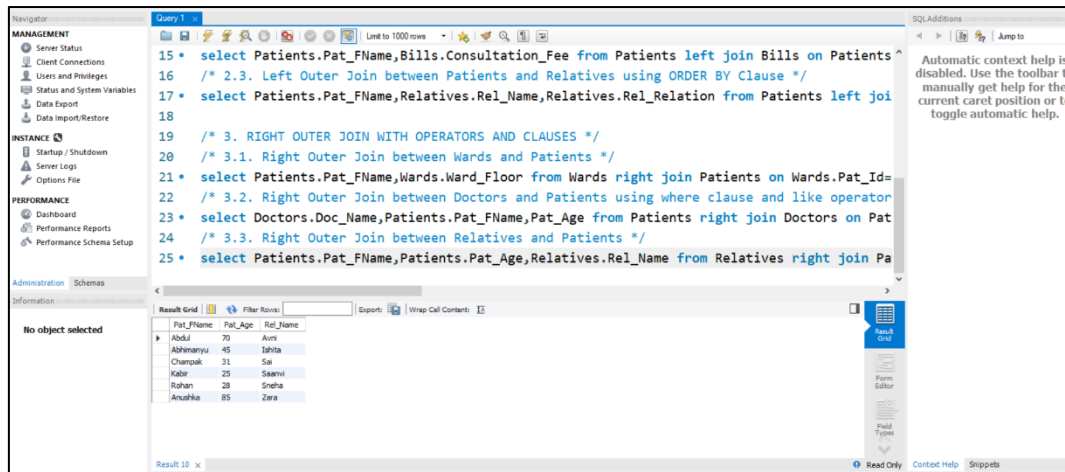 Navigator
MANAGEMENT
Server Status
Client Connections
Users and Privileges
Status and System Variables
Data Export
Data Import/Restore
INSTANCE
Startup / Shutdown
Server Logs
Options File
PERFORMANCE
Dashboard
Performance Reports
Performance Schema Setup
Administration Schemas
Information
No object selected
Query 1
Limit to 1000 rows
15 select Patients.Pat_FName,Bills.Consultation_Fee from Patients left join Bills on Patients
16 /* 2.3. Left Outer Join between Patients and Relatives using ORDER BY Clause */
17 select Patients.Pat_FName,Relatives.Rel_Name,Relatives.Rel_Relation from Patients left joi
18
19 /* 3. RIGHT OUTER JOIN WITH OPERATORS AND CLAUSES */
20 /* 3.1. Right Outer Join between Wards and Patients */
21 select Patients.Pat_FName,Wards.Ward_Floor from Wards right join Patients on Wards.Pat_Id=
22 /* 3.2. Right Outer Join between Doctors and Patients using where clause and like operator
23 select Doctors.Doc_Name,Patients.Pat_FName,Pat_Age from Patients right join Doctors on Pat
24 /* 3.3. Right Outer Join between Relatives and Patients */
25 select Patients.Pat_FName,Patients.Pat_Age,Relatives.Rel_Name from Relatives right join Pa
Result Grid Filter Rows: Export: Wrap Cell Content:
Pat_FName Pat_Age Rel_Name
Abdul 70 Avni
Abhimanyu 45 Ishita
Champak 31 Sai
Kabir 25 Saanvi
Rohan 28 Sneha
Anushka 85 Zara
Result
Grid
Form
Editor
Field
Types
Result 10
Read Only
SQLAdditions
Jump to
Automatic context help is
disabled. Use the toolbar t
manually get help for the
current caret position or t
toggle automatic help.
Context Help Snippets